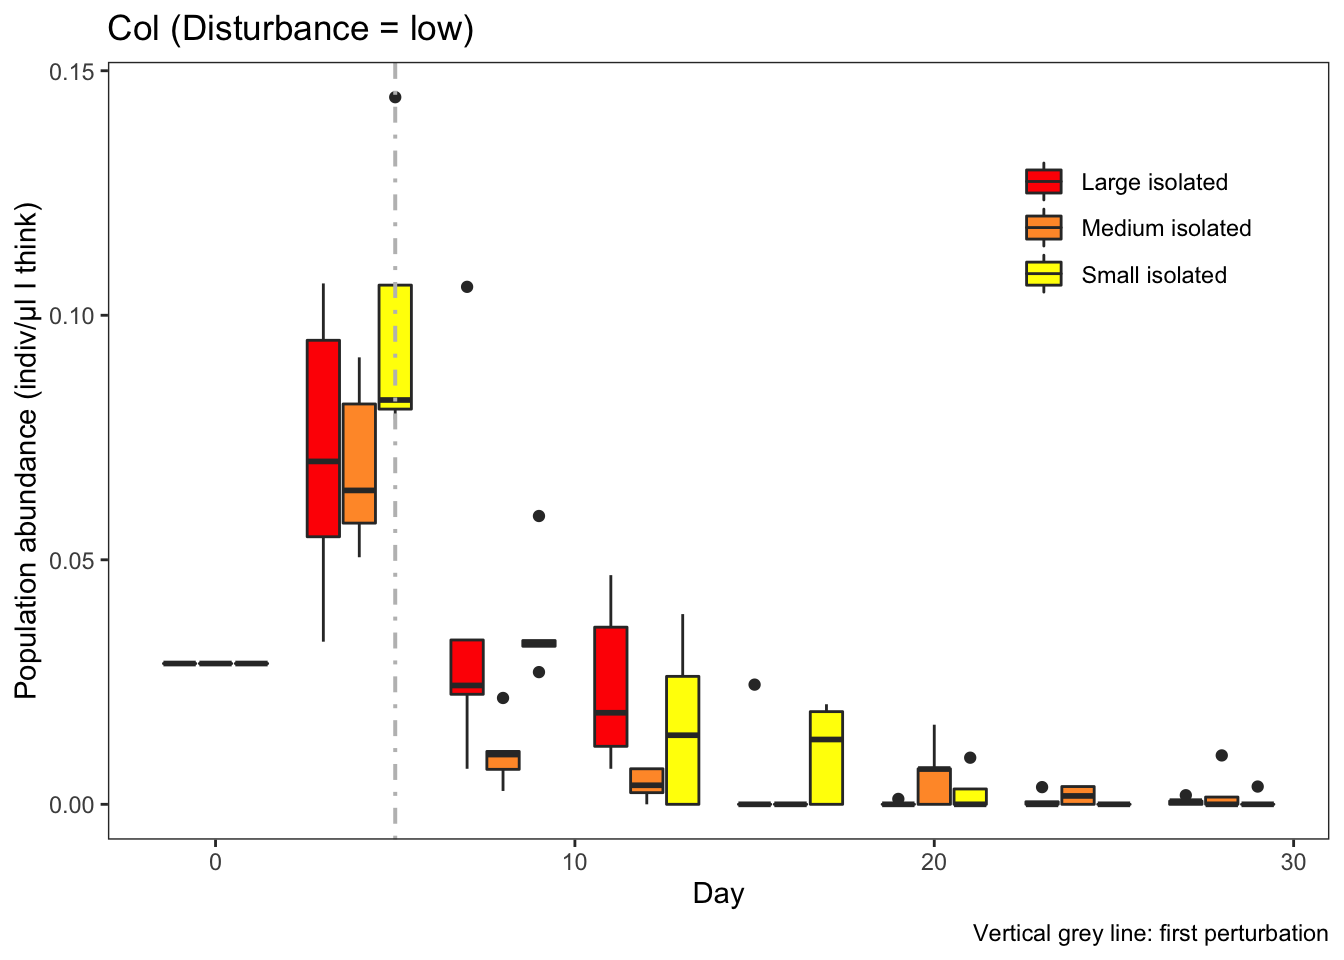 Col (Disturbance = low)
Population abundance (indiv/µl I think)
0.15
0.10
0.05
0.00
Large isolated
Medium isolated
Small isolated
0
10
20
30
Day
Vertical grey line: first perturbation